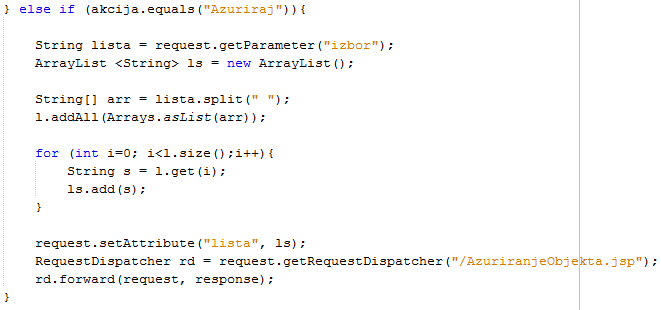 } else if (akcija.equals("Azuriraj")){
String lista = request.getParameter("izbor");
ArrayList <String> ls = new ArrayList();
String[] arr = lista.split(" ");
l.addAll(Arrays.asList(arr));
for (int i=0; i<l.size();i++){
String s = l.get(i);
ls.add(s);
}
request.setAttribute("lista", ls);
RequestDispatcher rd = request.getRequestDispatcher("/AzuriranjeObjekta.jsp");
rd.forward(request, response);
}